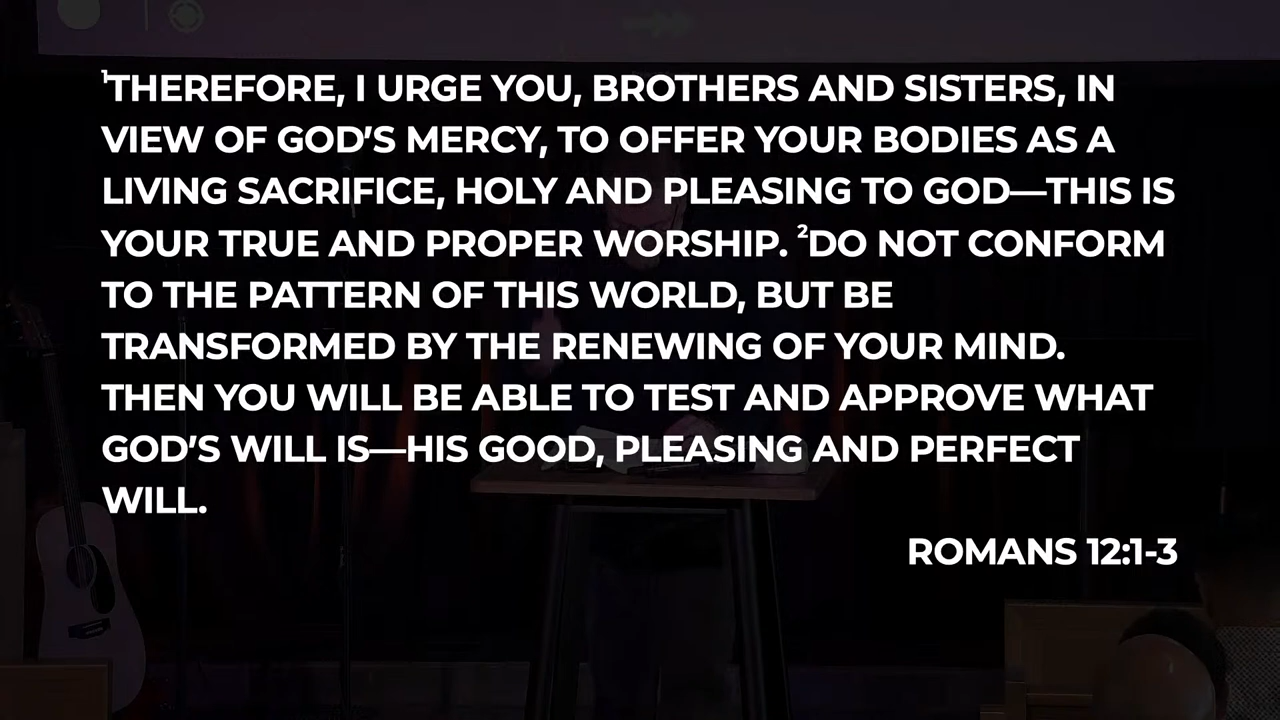 ¹THEREFORE, I URGE YOU, BROTHERS AND SISTERS, IN
VIEW OF GOD'S MERCY, TO OFFER YOUR BODIES AS A
LIVING SACRIFICE, HOLY AND PLEASING TO GOD—THIS IS
YOUR TRUE AND PROPER WORSHIP. ²DO NOT CONFORM
TO THE PATTERN OF THIS WORLD, BUT BE
TRANSFORMED BY THE RENEWING OF YOUR MIND.
THEN YOU WILL BE ABLE TO TEST AND APPROVE WHAT
GOD'S WILL IS—HIS GOOD, PLEASING AND PERFECT
WILL.
ROMANS 12:1-3